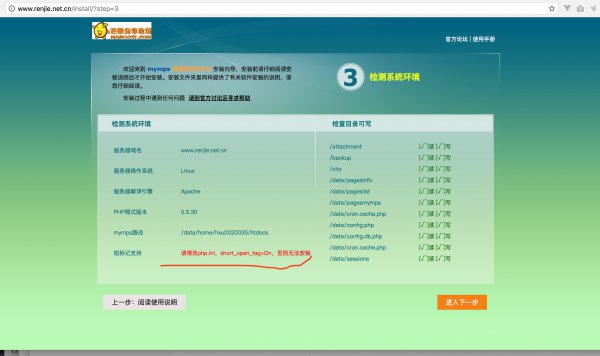 www.renjie.net.cn/install/?step=3
官方论坛 | 使用手册
欢迎来到 mymps 安装向导，安装前请仔细阅读安
装说明后才开始安装。安装文件夹里同样提供了有关软件安装的说明，请
您仔细阅读。
安装过程中遇到任何问题 请到官方讨论区寻求帮助
3 检测系统环境
检测系统环境
服务器域名 www.renjie.net.cn
服务器操作系统 Linux
服务器解译引擎 Apache
PHP程式版本 5.5.30
mymps路径 /data/home/hxu0020035/htdocs
短标记支持 请修改php.ini，short_open_tag=On，否则无法安装
检查目录可写
/attachment [√]读 [√]写
/backup [√]读 [√]写
/city [√]读 [√]写
/data/pagesinfo [√]读 [√]写
/data/pageslist [√]读 [√]写
/data/pagesmymps [√]读 [√]写
/data/cron.cache.php [√]读 [√]写
/data/config.php [√]读 [√]写
/data/config.db.php [√]读 [√]写
/data/cron.cache.php [√]读 [√]写
/data/sessions [√]读 [√]写
上一步：阅读使用说明
进入下一步